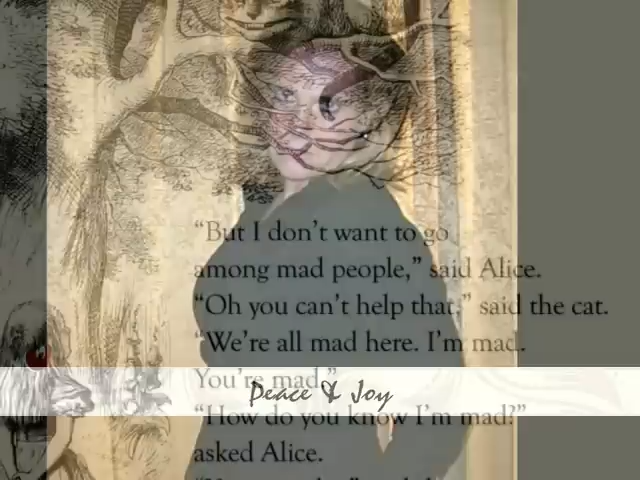 “But I don’t want to go
among mad people,” said Alice.
“Oh you can’t help that,” said the cat.
“We’re all mad here. I’m mad.
You’re mad.”
Peace & Joy
“How do you know I’m mad?”
asked Alice.